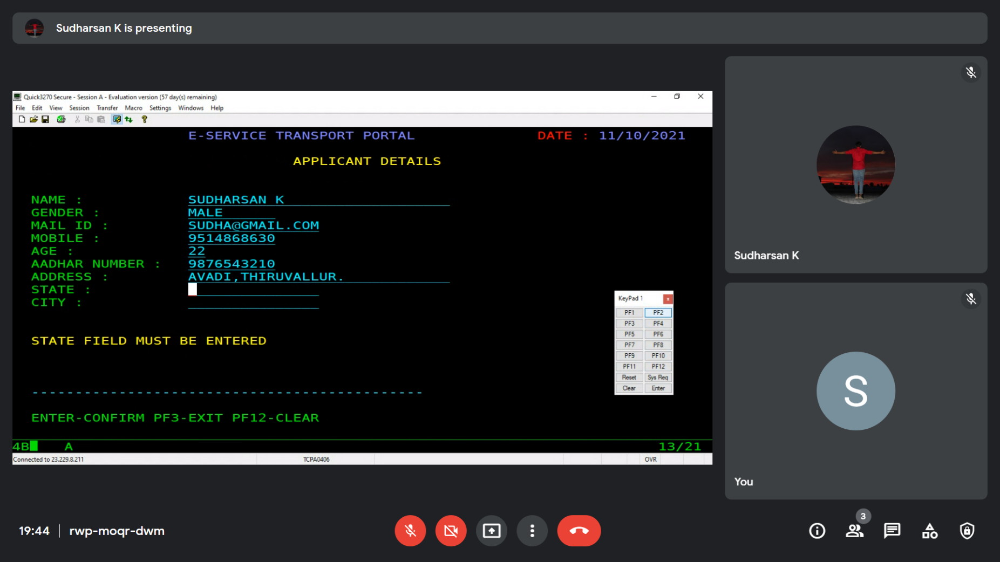 Sudharsan K is presenting
Quick3270 Secure - Session A - Evaluation version (57 day(s) remaining)
File Edit View Session Transfer Macro Settings Windows Help
E-SERVICE TRANSPORT PORTAL DATE : 11/10/2021
APPLICANT DETAILS
NAME : SUDHARSAN K
GENDER : MALE
MAIL ID : SUDHA@GMAIL.COM
MOBILE : 9514868630
AGE : 22
AADHAR NUMBER : 9876543210
ADDRESS : AVADI,THIRUVALLUR.
STATE :
CITY :
STATE FIELD MUST BE ENTERED
---------------------------------------------
ENTER-CONFIRM PF3-EXIT PF12-CLEAR
4B A 13/21
Connected to 23.229.8.211 TCPA0406 OVR
KeyPad 1 x
PF1 PF2
PF3 PF4
PF5 PF6
PF7 PF8
PF9 PF10
PF11 PF12
Reset Sys Req
Clear Enter
Sudharsan K
S
You
19:44 rwp-moqr-dwm
3